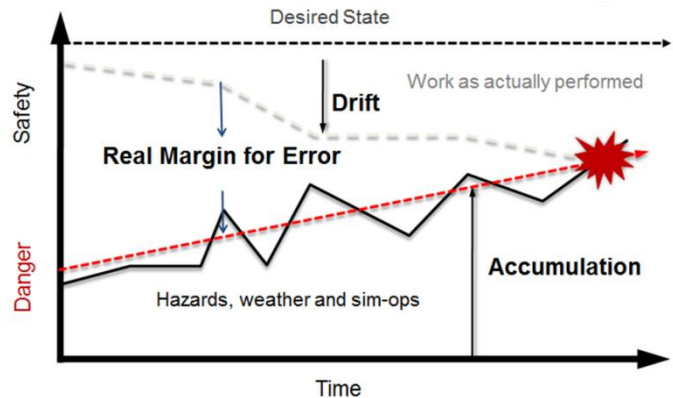 Desired State
Work as actually performed
Drift
Safety
Real Margin for Error
Danger
Accumulation
Hazards, weather and sim-ops
Time